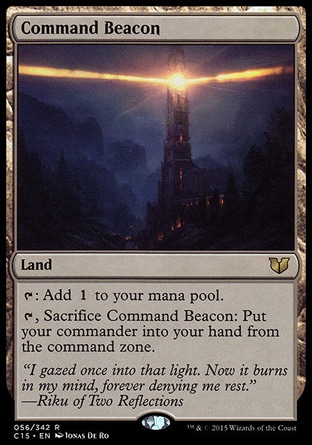 Command Beacon
Land
: Add 1 to your mana pool.
, Sacrifice Command Beacon: Put
your commander into your hand from
the command zone.
"I gazed once into that light. Now it burns
in my mind, forever denying me rest."
—Riku of Two Reflections
056/342 R
C15 • EN Jonas De Ro
™ & © 2015 Wizards of the Coast